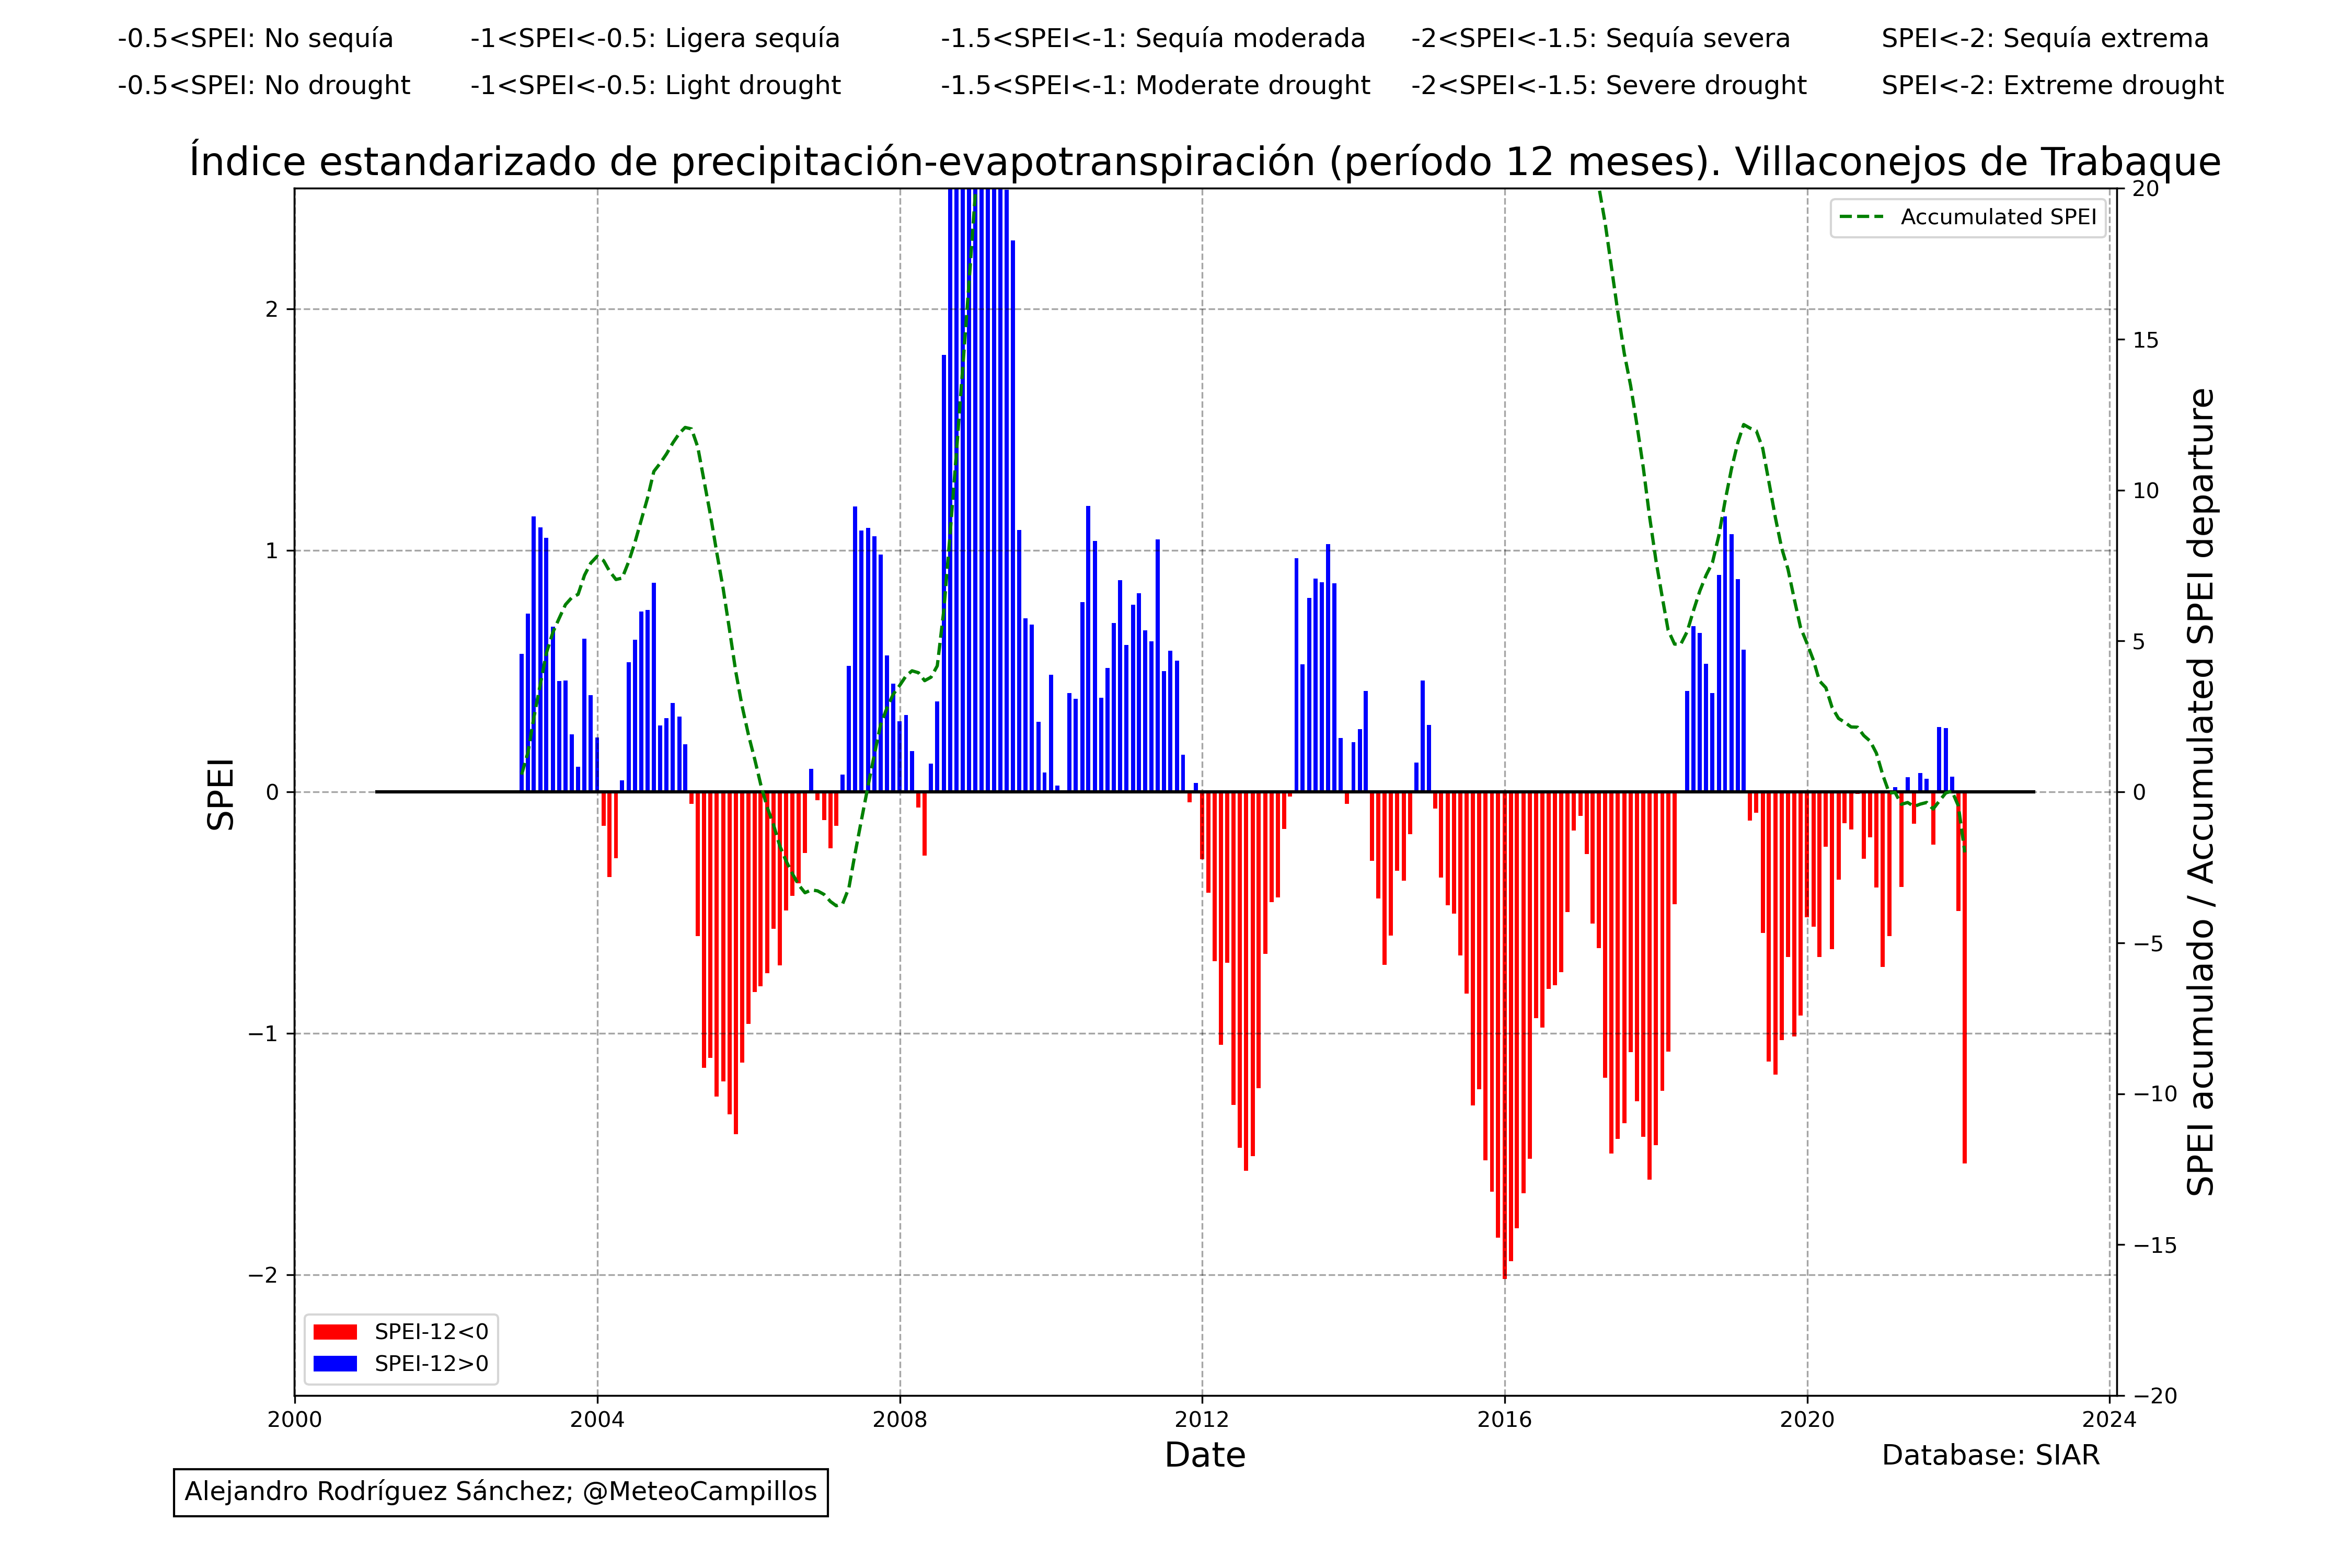 -0.5<SPEI: No sequía -1<SPEI<-0.5: Ligera sequía -1.5<SPEI<-1: Sequía moderada -2<SPEI<-1.5: Sequía severa SPEI<-2: Sequía extrema
-0.5<SPEI: No drought -1<SPEI<-0.5: Light drought -1.5<SPEI<-1: Moderate drought -2<SPEI<-1.5: Severe drought SPEI<-2: Extreme drought
Índice estandarizado de precipitación-evapotranspiración (período 12 meses). Villaconejos de Trabaque
Accumulated SPEI
SPEI
2
1
0
−1
−2
20
15
10
5
0
−5
−10
−15
−20
SPEI acumulado / Accumulated SPEI departure
SPEI-12<0
SPEI-12>0
2000 2004 2008 2012 2016 2020 2024
Date
Database: SIAR
Alejandro Rodríguez Sánchez; @MeteoCampillos